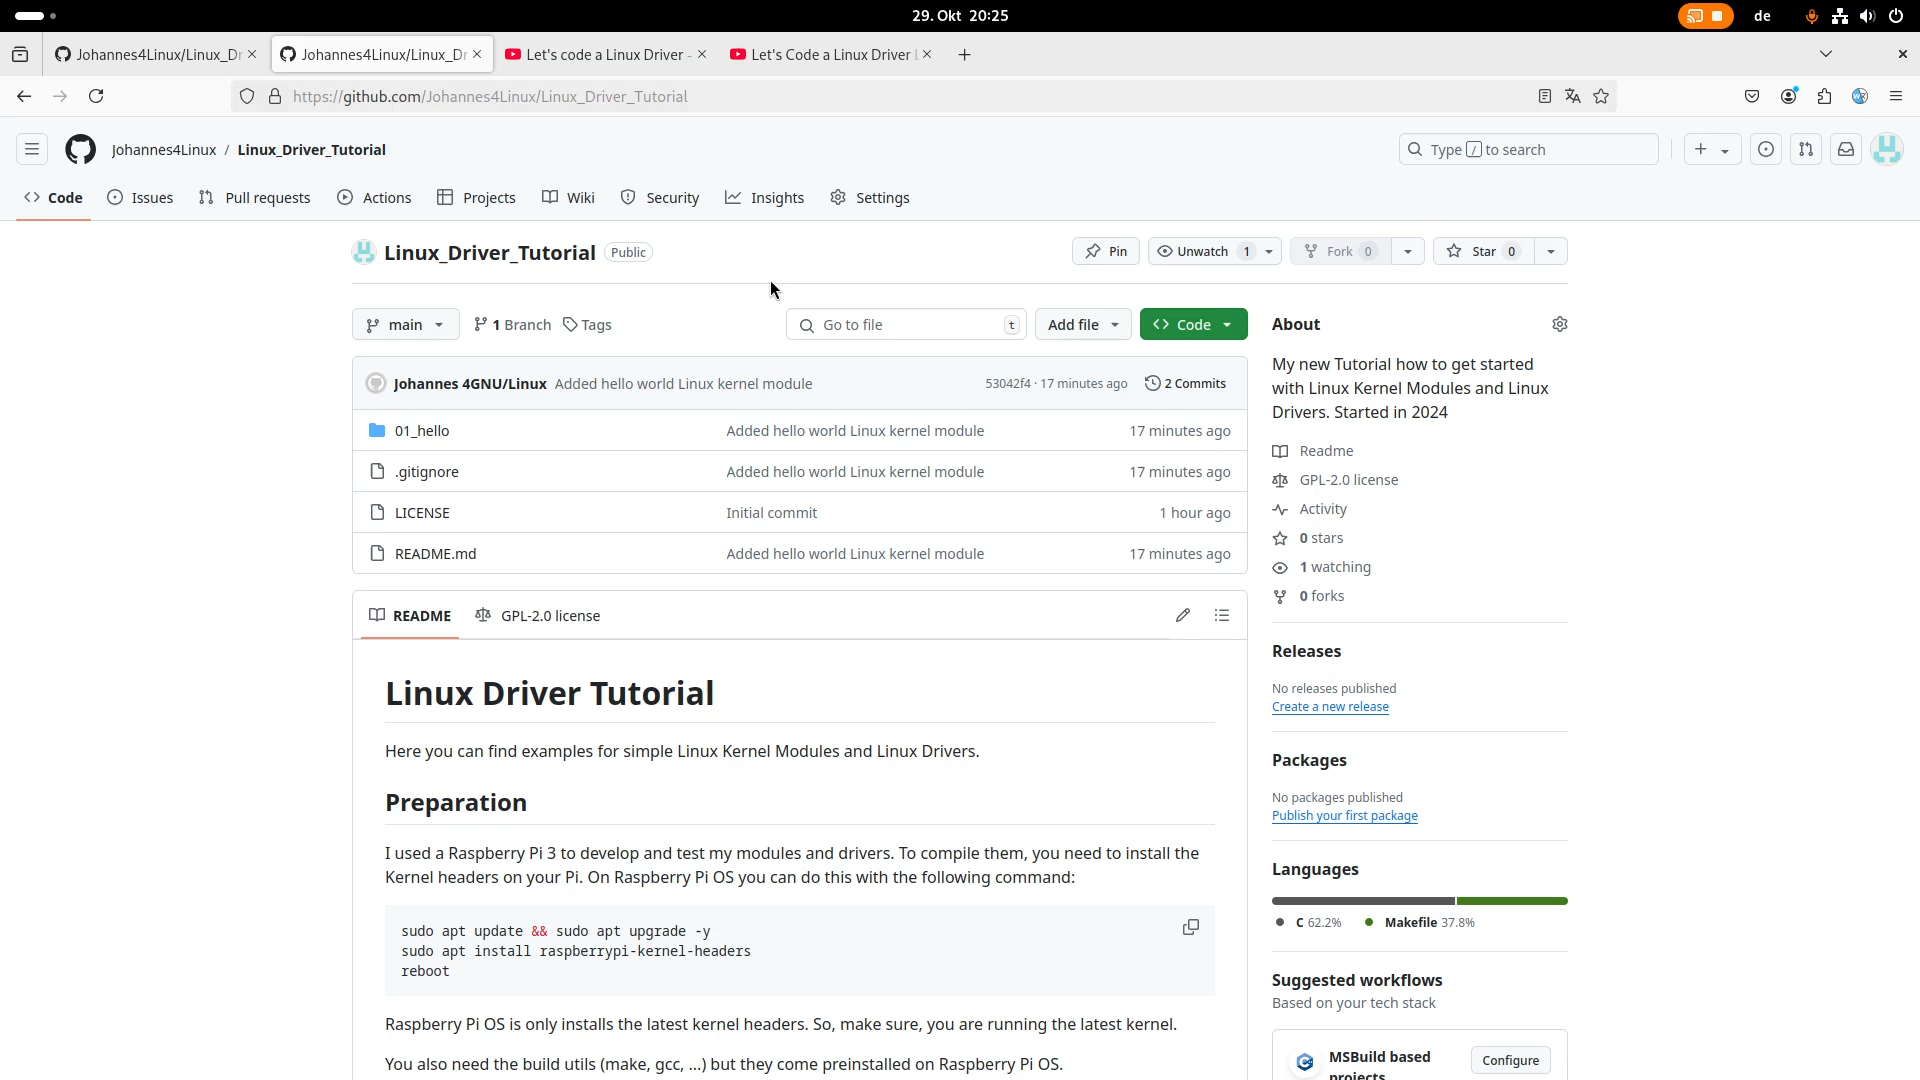 29. Okt 20:25
de
Johannes4Linux/Linux_Dr
Johannes4Linux/Linux_Dr
Let's code a Linux Driver -
Let's Code a Linux Driver
https://github.com/Johannes4Linux/Linux_Driver_Tutorial
Johannes4Linux / Linux_Driver_Tutorial
Type / to search
Code
Issues
Pull requests
Actions
Projects
Wiki
Security
Insights
Settings
Linux_Driver_Tutorial
Public
Pin
Unwatch 1
Fork 0
Star 0
main
1 Branch
Tags
Go to file
t
Add file
Code
Johannes 4GNU/Linux Added hello world Linux kernel module
53042f4 · 17 minutes ago
2 Commits
01_hello
Added hello world Linux kernel module
17 minutes ago
.gitignore
Added hello world Linux kernel module
17 minutes ago
LICENSE
Initial commit
1 hour ago
README.md
Added hello world Linux kernel module
17 minutes ago
README
GPL-2.0 license
Linux Driver Tutorial
Here you can find examples for simple Linux Kernel Modules and Linux Drivers.
Preparation
I used a Raspberry Pi 3 to develop and test my modules and drivers. To compile them, you need to install the
Kernel headers on your Pi. On Raspberry Pi OS you can do this with the following command:
sudo apt update && sudo apt upgrade -y
sudo apt install raspberrypi-kernel-headers
reboot
Raspberry Pi OS is only installs the latest kernel headers. So, make sure, you are running the latest kernel.
You also need the build utils (make, gcc, ...) but they come preinstalled on Raspberry Pi OS.
About
My new Tutorial how to get started
with Linux Kernel Modules and Linux
Drivers. Started in 2024
Readme
GPL-2.0 license
Activity
0 stars
1 watching
0 forks
Releases
No releases published
Create a new release
Packages
No packages published
Publish your first package
Languages
C 62.2%
Makefile 37.8%
Suggested workflows
Based on your tech stack
MSBuild based
projects
Configure